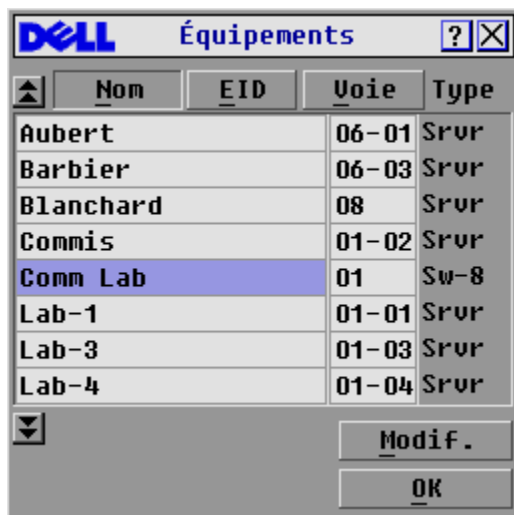 DELL Équipements ? X
Nom EID Voie Type
Aubert 06-01 Srvr
Barbier 06-03 Srvr
Blanchard 08 Srvr
Commis 01-02 Srvr
Comm Lab 01 Sw-8
Lab-1 01-01 Srvr
Lab-3 01-03 Srvr
Lab-4 01-04 Srvr
Modif.
OK